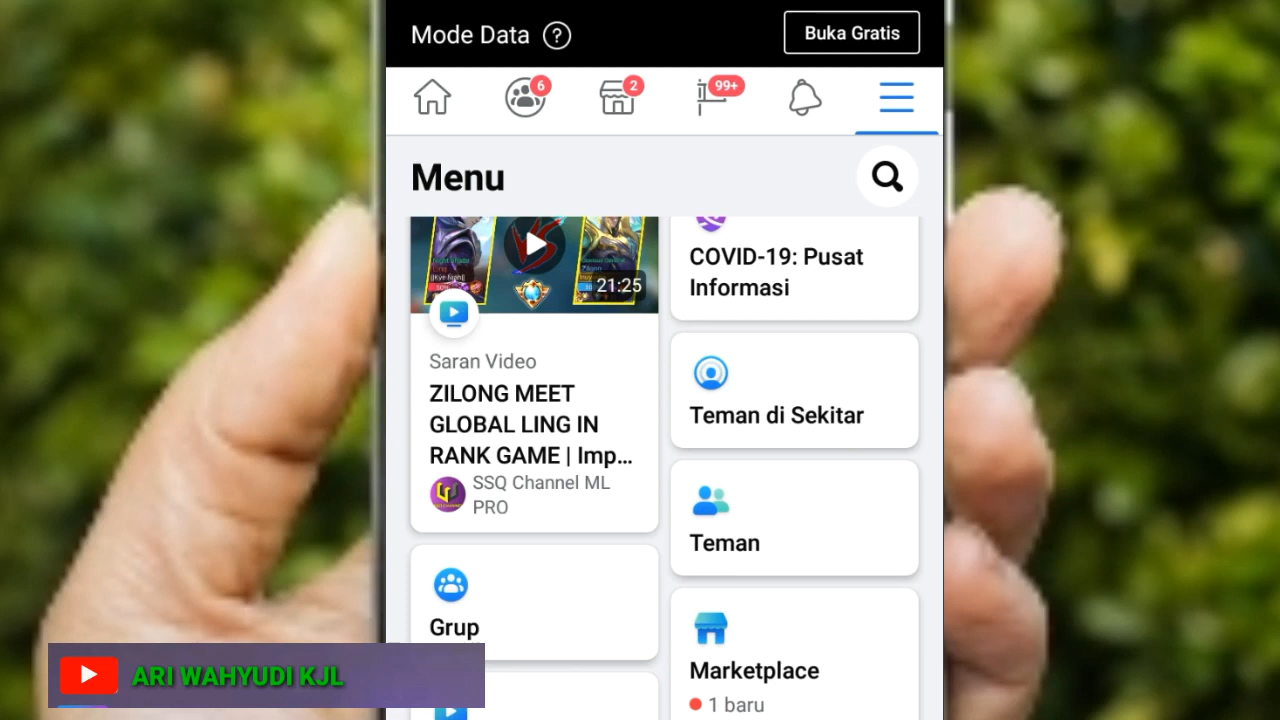 Mode Data ?
Buka Gratis
6
2
99+
Menu
21:25
Saran Video
ZILONG MEET
GLOBAL LING IN
RANK GAME | Imp...
SSQ Channel ML
PRO
Grup
COVID-19: Pusat
Informasi
Teman di Sekitar
Teman
Marketplace
1 baru
ARI WAHYUDI KJL